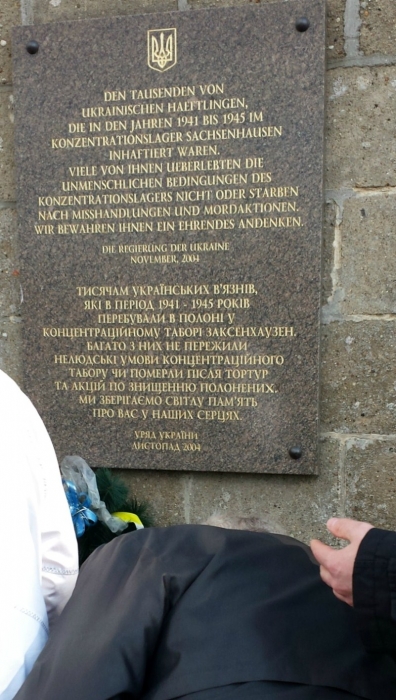 DEN TAUSENDEN VON
UKRAINISCHEN HAEFTLINGEN,
DIE IN DEN JAHREN 1941 BIS 1945 IM
KONZENTRATIONSLAGER SACHSENHAUSEN
INHAFTIERT WAREN.
VIELE VON IHNEN UEBERLEBTEN DIE
UNMENSCHLICHEN BEDINGUNGEN DES
KONZENTRATIONSLAGERS NICHT ODER STARBEN
NACH MISSHANDLUNGEN UND MORDAKTIONEN.
WIR BEWAHREN IHNEN EIN EHRENDES ANDENKEN.
DIE REGIERUNG DER UKRAINE
NOVEMBER, 2004
ТИСЯЧАМ УКРАЇНСЬКИХ В'ЯЗНІВ,
ЯКІ В ПЕРІОД 1941 - 1945 РОКІВ
ПЕРЕБУВАЛИ В ПОЛОНІ У
КОНЦЕНТРАЦІЙНОМУ ТАБОРІ ЗАКСЕНХАУЗЕН.
БАГАТО З НИХ НЕ ПЕРЕЖИЛИ
НЕЛЮДСЬКІ УМОВИ КОНЦЕНТРАЦІЙНОГО
ТАБОРУ ЧИ ПОМЕРЛИ ПІСЛЯ ТОРТУР
ТА АКЦІЙ ПО ЗНИЩЕННЮ ПОЛОНЕНИХ.
МИ ЗБЕРІГАЄМО СВІТЛУ ПАМ'ЯТЬ
ПРО ВАС У НАШИХ СЕРЦЯХ.
УРЯД УКРАЇНИ
ЛИСТОПАД 2004